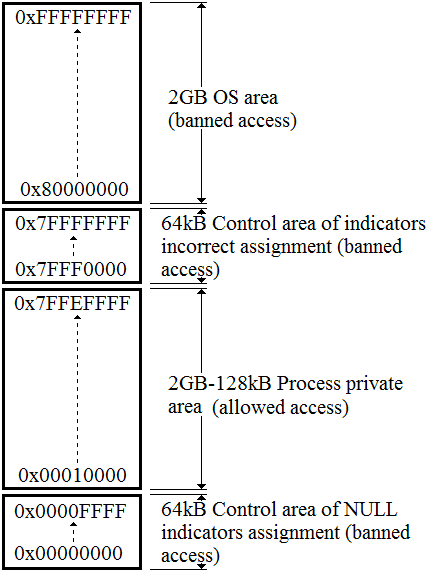 0xFFFFFFFF
2GB OS area
(banned access)
0x80000000
0x7FFFFFFF
64kB Control area of indicators
incorrect assignment (banned
access)
0x7FFF0000
0x7FFEFFFF
2GB-128kB Process private
area (allowed access)
0x00010000
0x0000FFFF
64kB Control area of NULL
indicators assignment (banned
access)
0x00000000